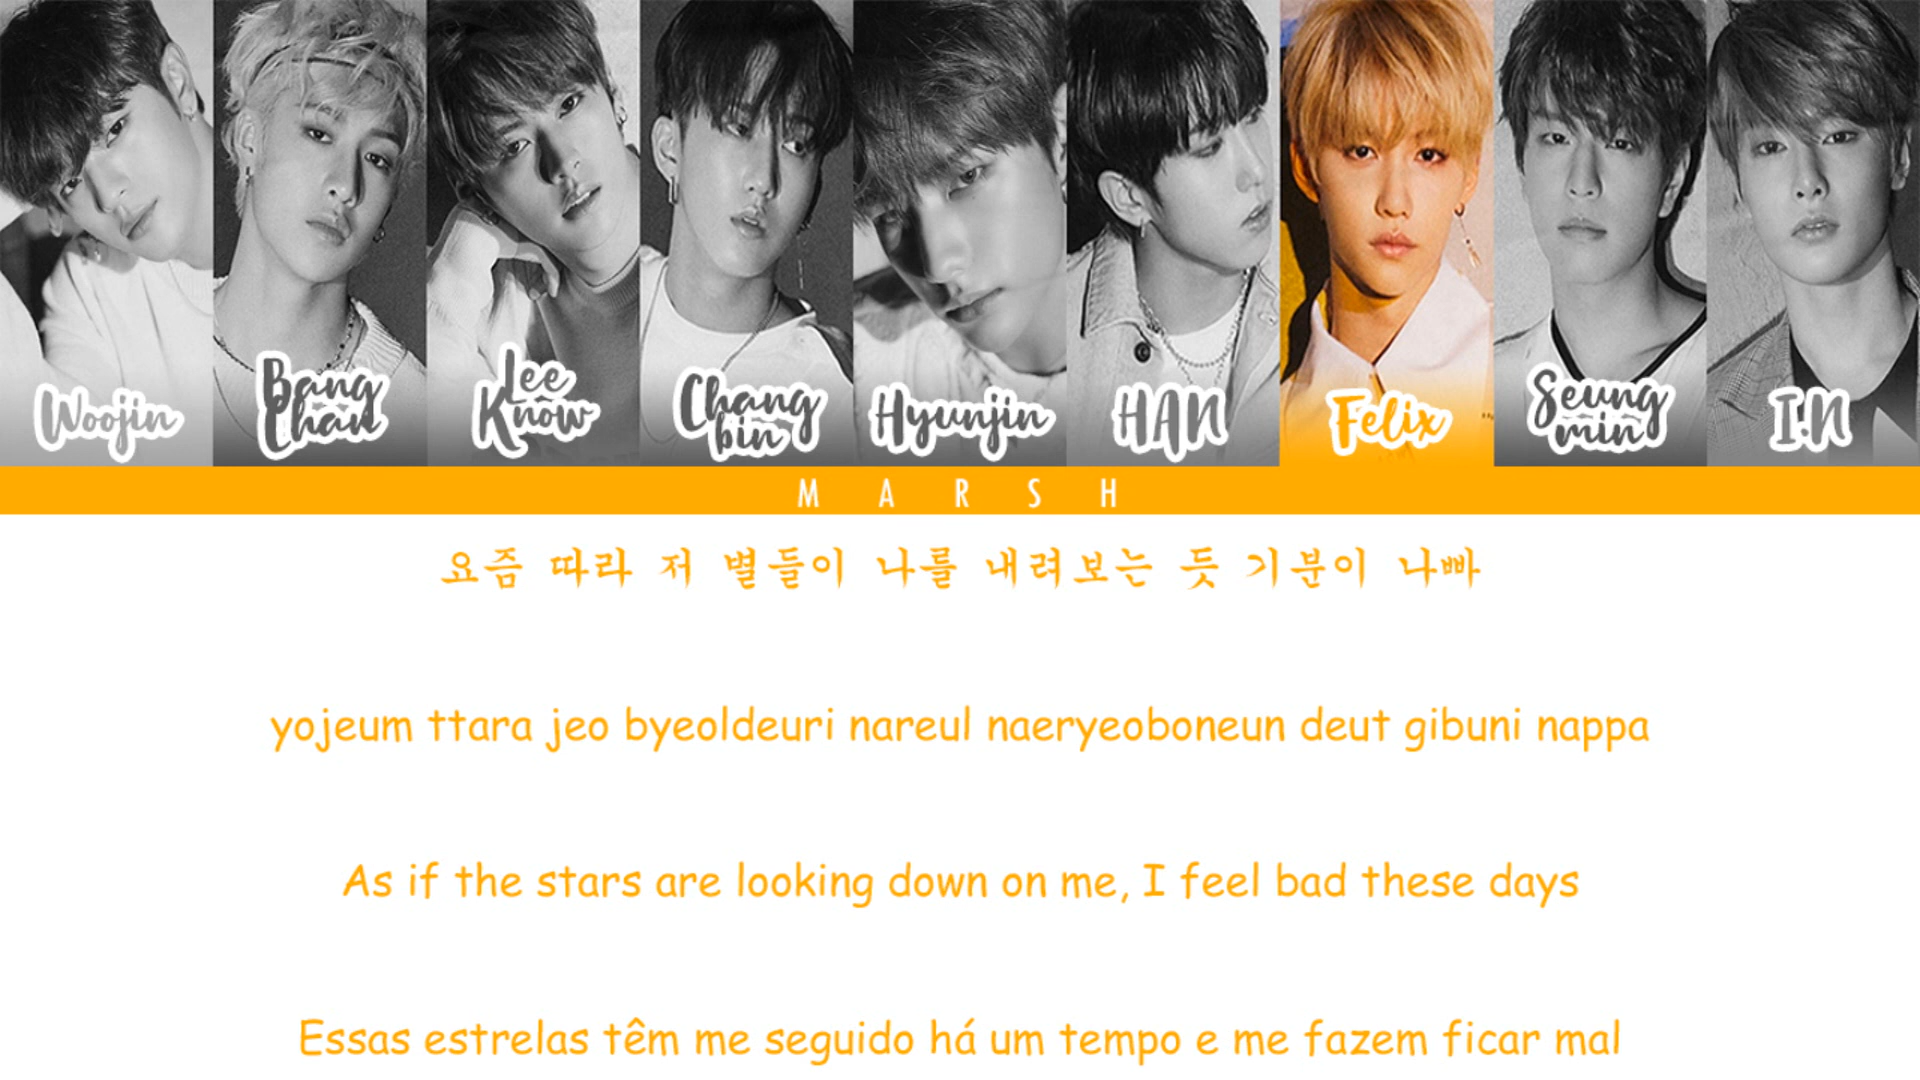 Woojin
Bang
Chan
Lee
Know
Chang
bin
Hyunjin
HAN
Felix
Seung
min
I.N
MARSH
요즘 따라 저 별들이 나를 내려보는 듯 기분이 나빠
yojeum ttara jeo byeoldeuri nareul naeryeoboneun deut gibuni nappa
As if the stars are looking down on me, I feel bad these days
Essas estrelas têm me seguido há um tempo e me fazem ficar mal